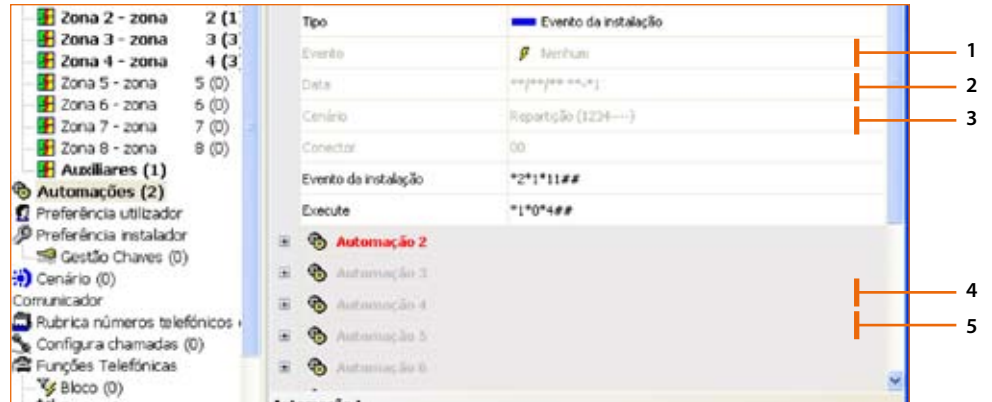 Zona 2 - zona 2 (1
Zona 3 - zona 3 (3
Zona 4 - zona 4 (3
Zona 5 - zona 5 (0)
Zona 6 - zona 6 (0)
Zona 7 - zona 7 (0)
Zona 8 - zona 8 (0)
Auxiliares (1)
Automações (2)
Preferência utilizador
Preferência instalador
Gestão Chaves (0)
Cenário (0)
Comunicador
Rubrica números telefónicos
Configura chamadas (0)
Funções Telefónicas
Bloco (0)
Tipo Evento da instalação
Evento Nenhum
Data **/**/** **-*1
Cenário Repartição (1234----)
Conector 00
Evento da instalação *2*1*11##
Execute *1*0*4##
Automação 2
Automação 3
Automação 4
Automação 5
Automação 6
1
2
3
4
5